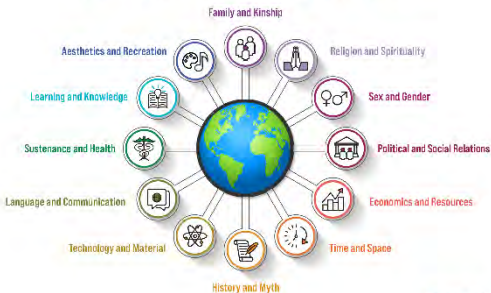 Family and Kinship
Aesthetics and Recreation
Religion and Spirituality
Learning and Knowledge
Sex and Gender
Sustenance and Health
Political and Social Relations
Language and Communication
Economics and Resources
Technology and Material
Time and Space
History and Myth